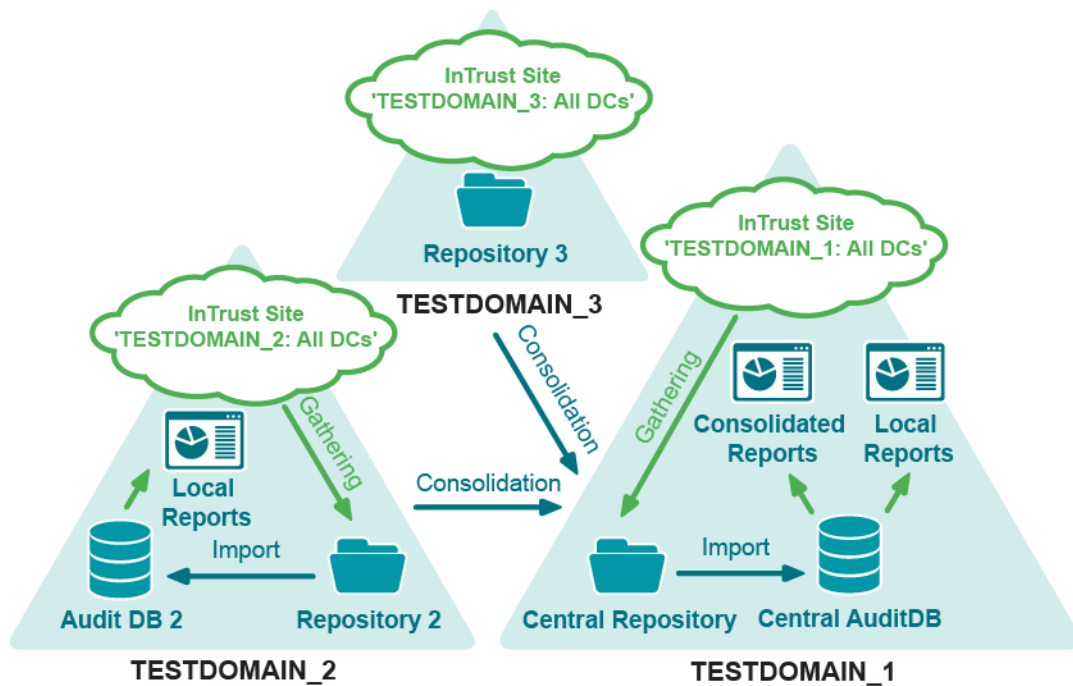 InTrust Site
'TESTDOMAIN_3: All DCs'
Repository 3
TESTDOMAIN_3
InTrust Site
'TESTDOMAIN_1: All DCs'
InTrust Site
'TESTDOMAIN_2: All DCs'
Consolidation
Gathering
Gathering
Consolidated
Reports
Local
Reports
Local
Reports
Consolidation
Import
Import
Audit DB 2
Repository 2
Central Repository
Central AuditDB
TESTDOMAIN_2
TESTDOMAIN_1